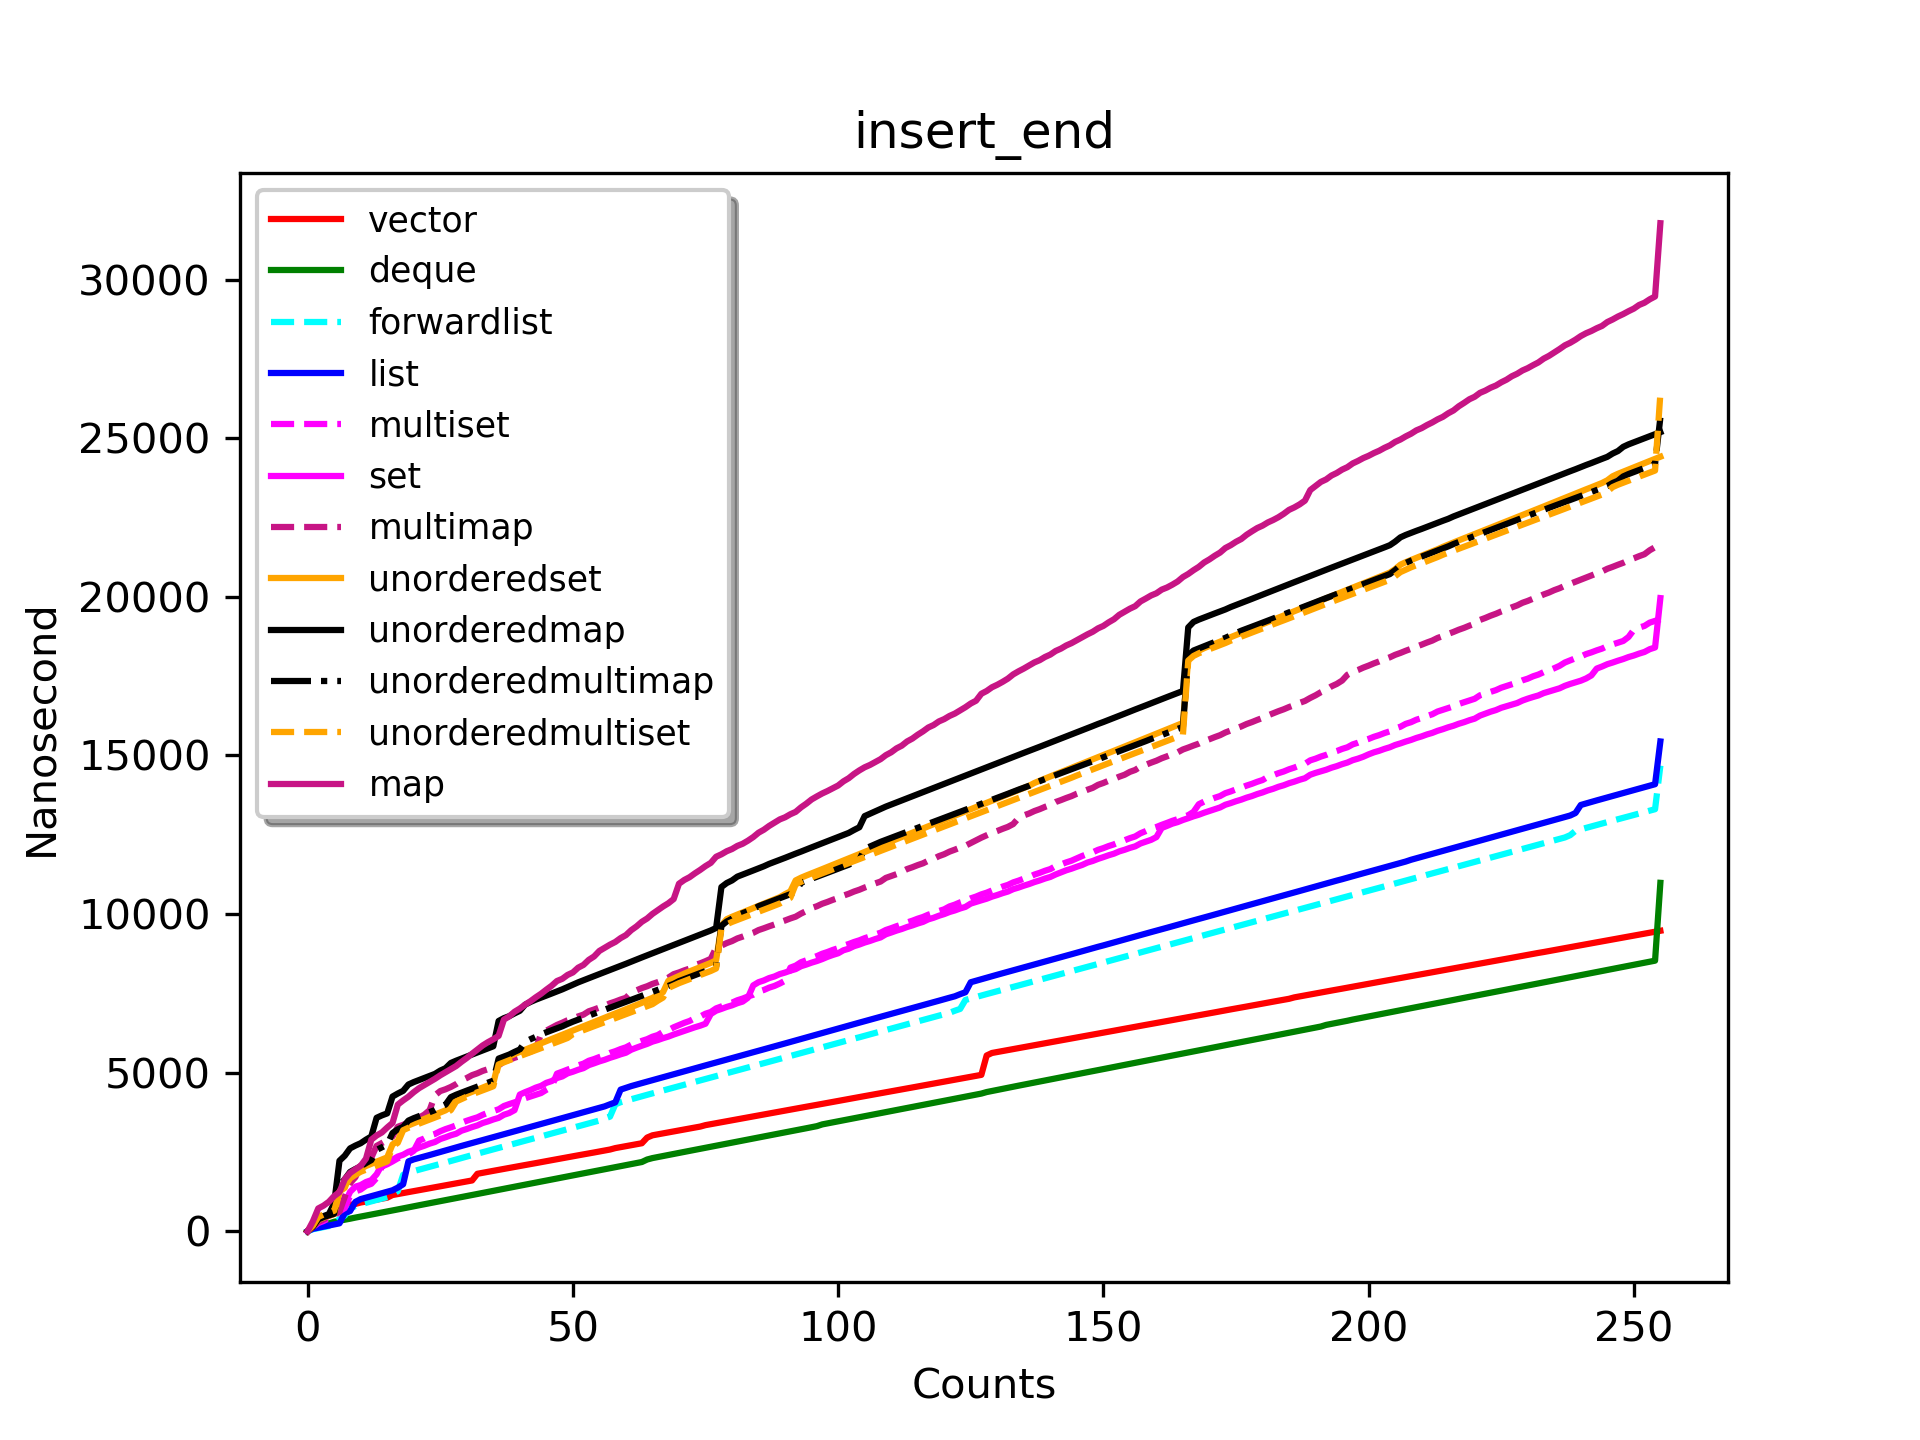 insert_end
vector
deque
forwardlist
list
multiset
set
multimap
unorderedset
unorderedmap
unorderedmultimap
unorderedmultiset
map
Nanosecond
30000
25000
20000
15000
10000
5000
0
0 50 100 150 200 250
Counts